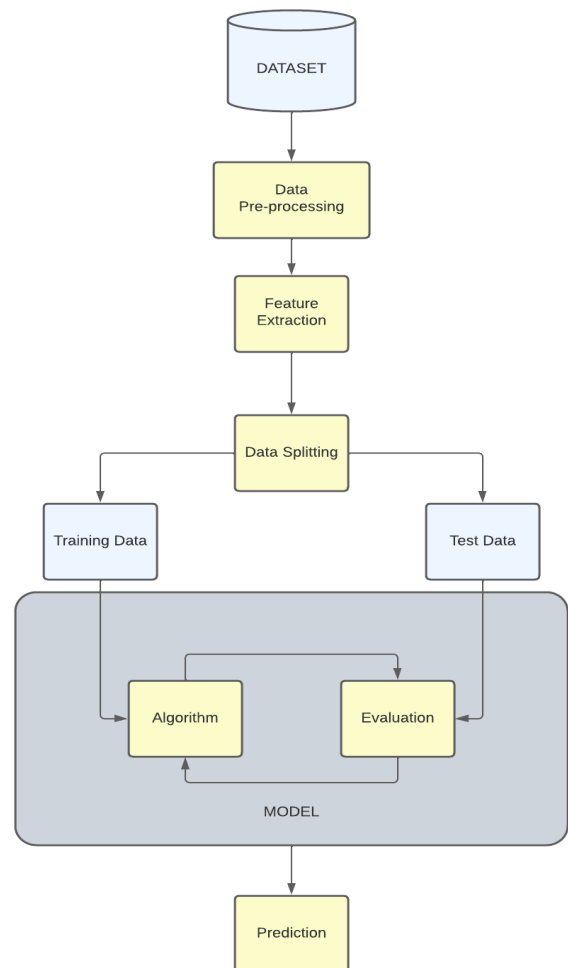 DATASET
Data
Pre-processing
Feature
Extraction
Data Splitting
Training Data
Test Data
Algorithm
Evaluation
MODEL
Prediction